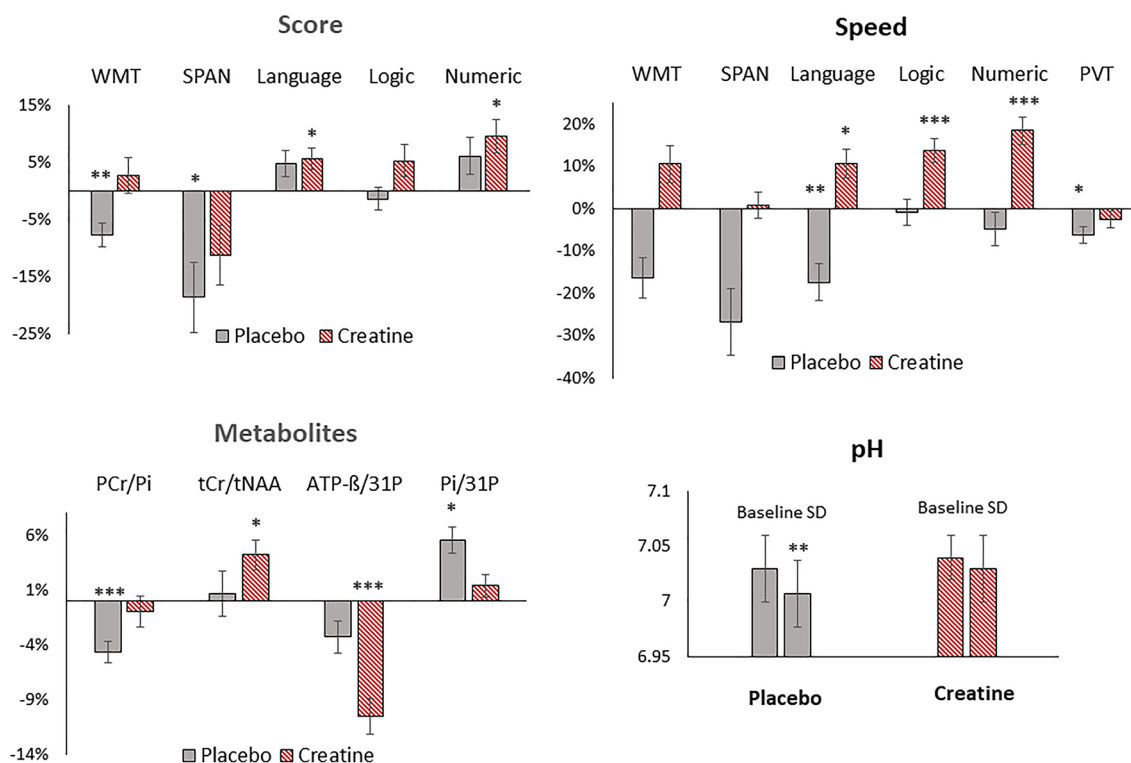 Score
WMT SPAN Language Logic Numeric
15%
5%
-5%
-15%
-25%
** * * *
Placebo Creatine
Speed
WMT SPAN Language Logic Numeric PVT
20%
10%
0%
-10%
-20%
-30%
-40%
** * *** *** *
Placebo Creatine
Metabolites
PCr/Pi tCr/tNAA ATP-ß/31P Pi/31P
6%
1%
-4%
-9%
-14%
*** * *** *
Placebo Creatine
pH
7.1
7.05
7
6.95
Baseline SD Baseline SD
**
Placebo Creatine